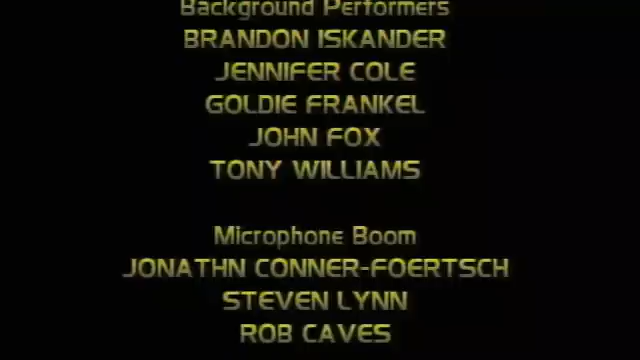 Background Performers
BRANDON ISKANDER
JENNIFER COLE
GOLDIE FRANKEL
JOHN FOX
TONY WILLIAMS
Microphone Boom
JONATHN CONNER-FOERTSCH
STEVEN LYNN
ROB CAVES